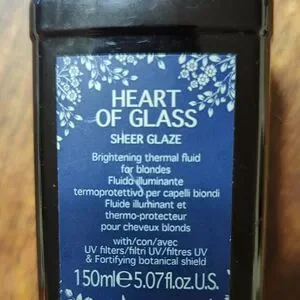 HEART
OF GLASS
SHEER GLAZE
Brightening thermal fluid
for blondes
Fluido illuminante
termoprotettivo per capelli biondi
Fluide illuminant et
thermo-protecteur
pour cheveux blonds
with/con/avec
UV filters/filtri UV/filtres UV
& Fortifying botanical shield
150ml℮5.07fl.oz.U.S.